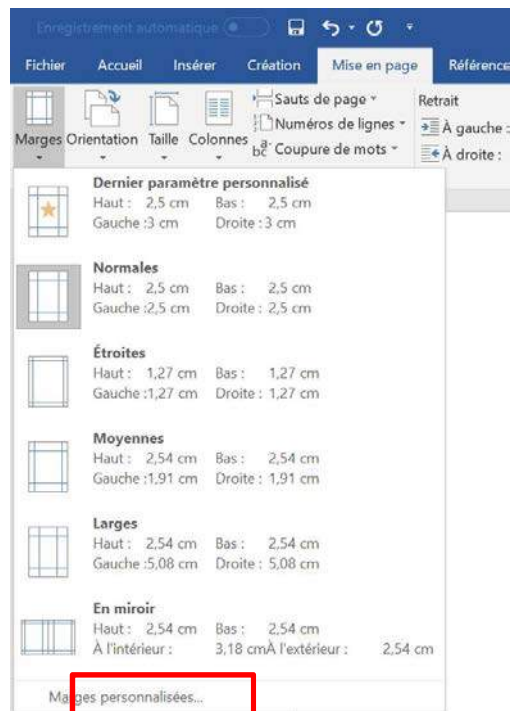 Enregistrement automatique
Fichier Accueil Insérer Création Mise en page Référence
Marges Orientation Taille Colonnes
Sauts de page
Numéros de lignes
Coupure de mots
Retrait
À gauche :
À droite :
Dernier paramètre personnalisé
Haut : 2,5 cm Bas : 2,5 cm
Gauche :3 cm Droite : 3 cm
Normales
Haut : 2,5 cm Bas : 2,5 cm
Gauche :2,5 cm Droite : 2,5 cm
Étroites
Haut : 1,27 cm Bas : 1,27 cm
Gauche :1,27 cm Droite : 1,27 cm
Moyennes
Haut : 2,54 cm Bas : 2,54 cm
Gauche :1,91 cm Droite : 1,91 cm
Larges
Haut : 2,54 cm Bas : 2,54 cm
Gauche :5,08 cm Droite : 5,08 cm
En miroir
Haut : 2,54 cm Bas : 2,54 cm
À l'intérieur : 3,18 cmÀ l'extérieur : 2,54 cm
Marges personnalisées...